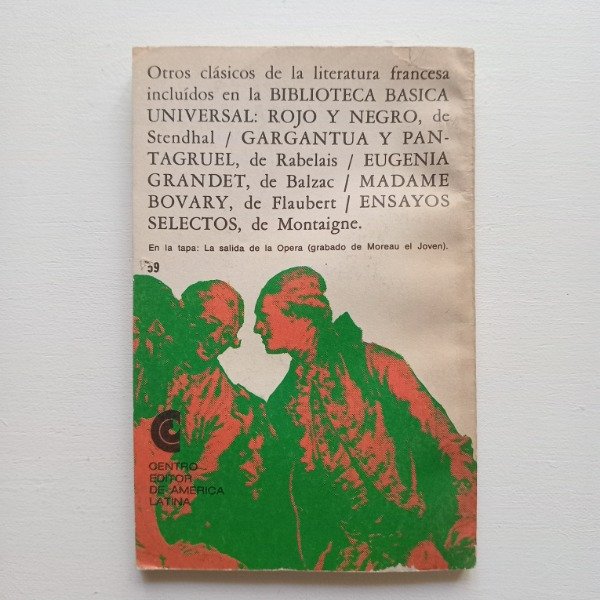 Otros clásicos de la literatura francesa
incluídos en la BIBLIOTECA BASICA
UNIVERSAL: ROJO Y NEGRO, de
Stendhal / GARGANTUA Y PAN-
TAGRUEL, de Rabelais / EUGENIA
GRANDET, de Balzac / MADAME
BOVARY, de Flaubert / ENSAYOS
SELECTOS, de Montaigne.
En la tapa: La salida de la Opera (grabado de Moreau el Joven).
59
CENTRO
EDITOR
DE AMERICA
LATINA